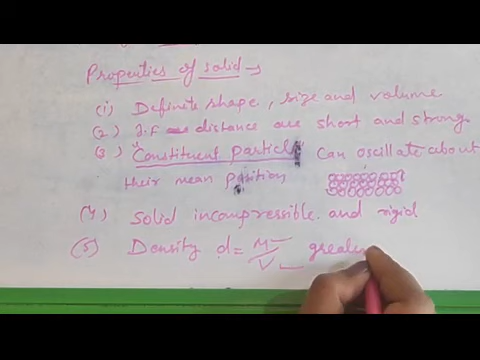 Properties of solid →
(i) Definite shape, size and volume
(2) I.F distance are short and strong
(3) "Constituent particle" can oscillate about
their mean position
(4) Solid incompressible and rigid
(5) Density d = M/V greater